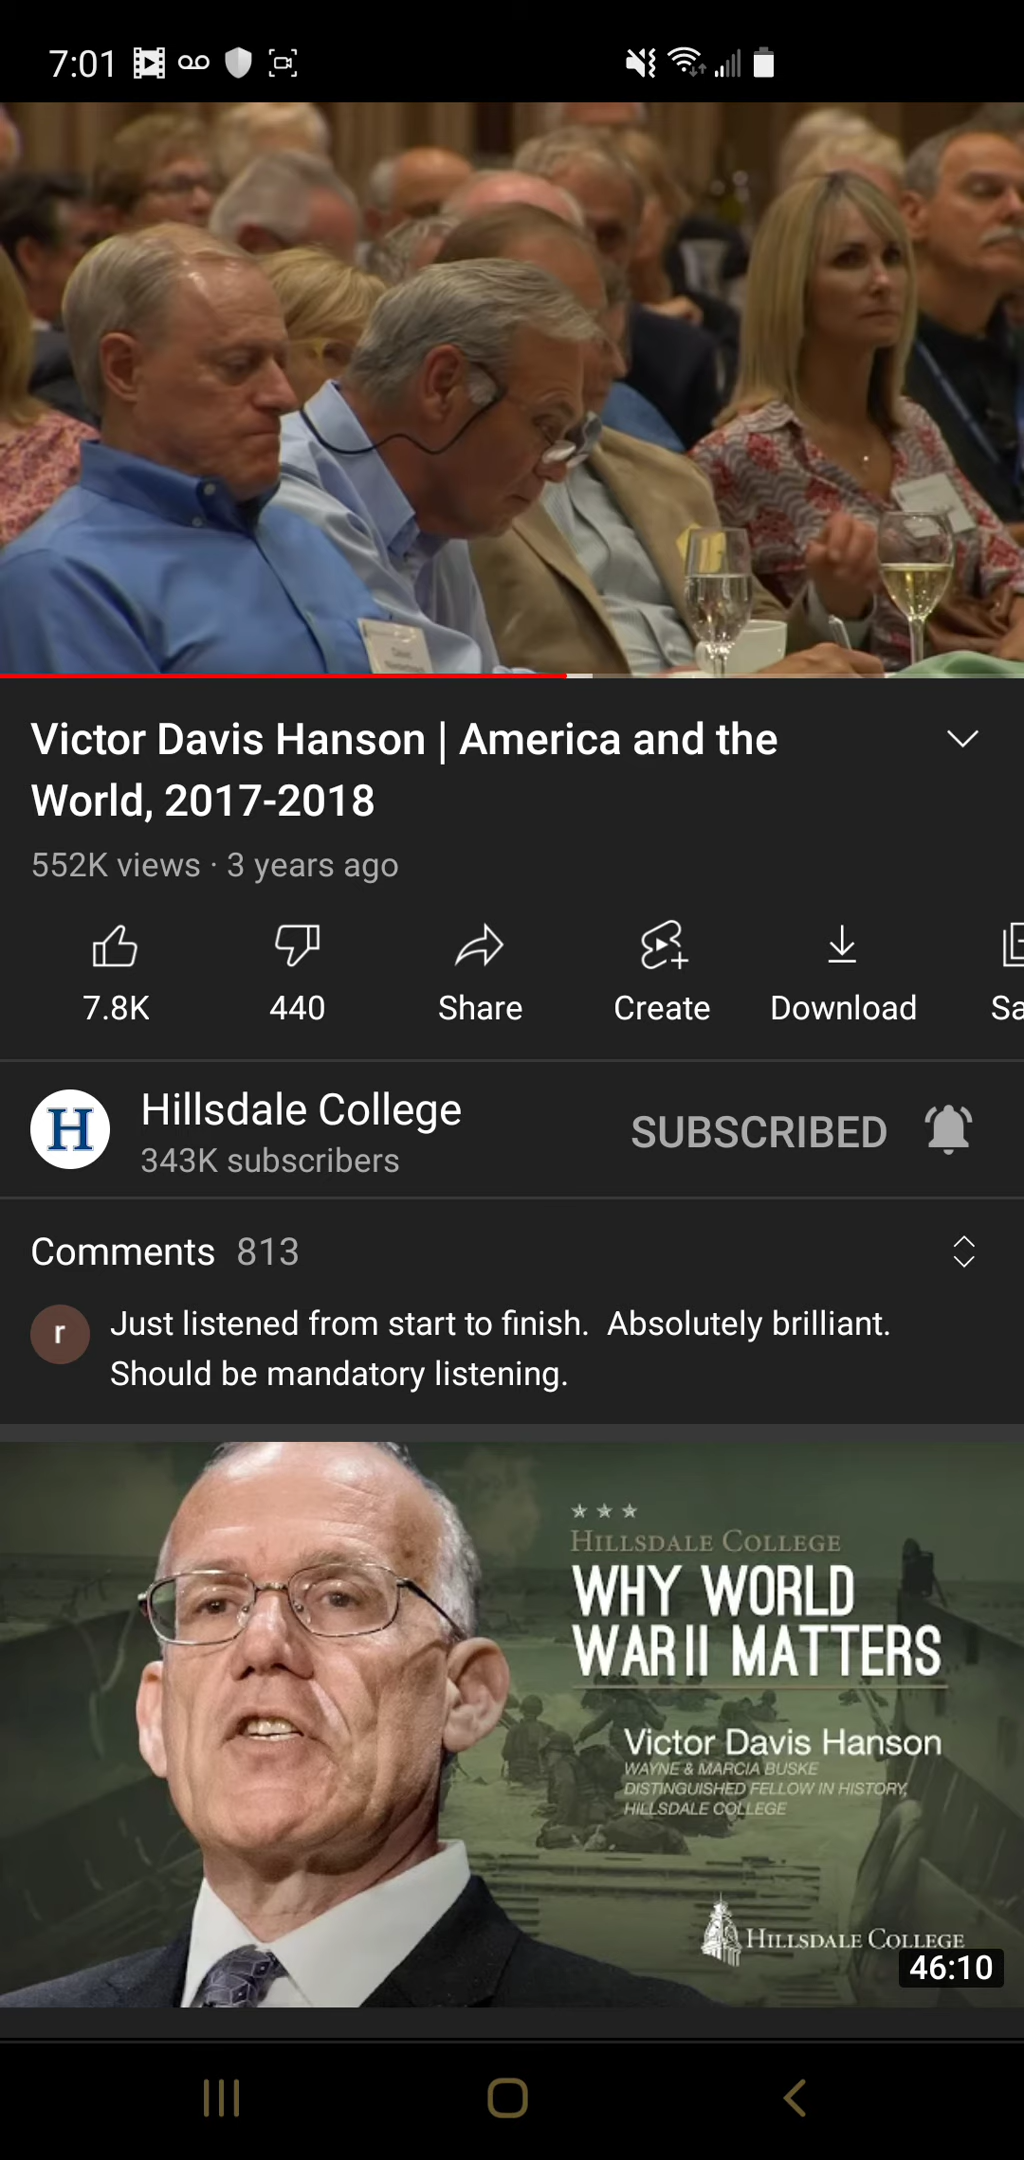 7:01
Victor Davis Hanson | America and the
World, 2017-2018
552K views · 3 years ago
7.8K
440
Share
Create
Download
Sa
H
Hillsdale College
343K subscribers
SUBSCRIBED
Comments 813
r
Just listened from start to finish.  Absolutely brilliant.
Should be mandatory listening.
HILLSDALE COLLEGE
WHY WORLD
WAR II MATTERS
Victor Davis Hanson
WAYNE & MARCIA BUSKE
DISTINGUISHED FELLOW IN HISTORY,
HILLSDALE COLLEGE
HILLSDALE COLLEGE
46:10